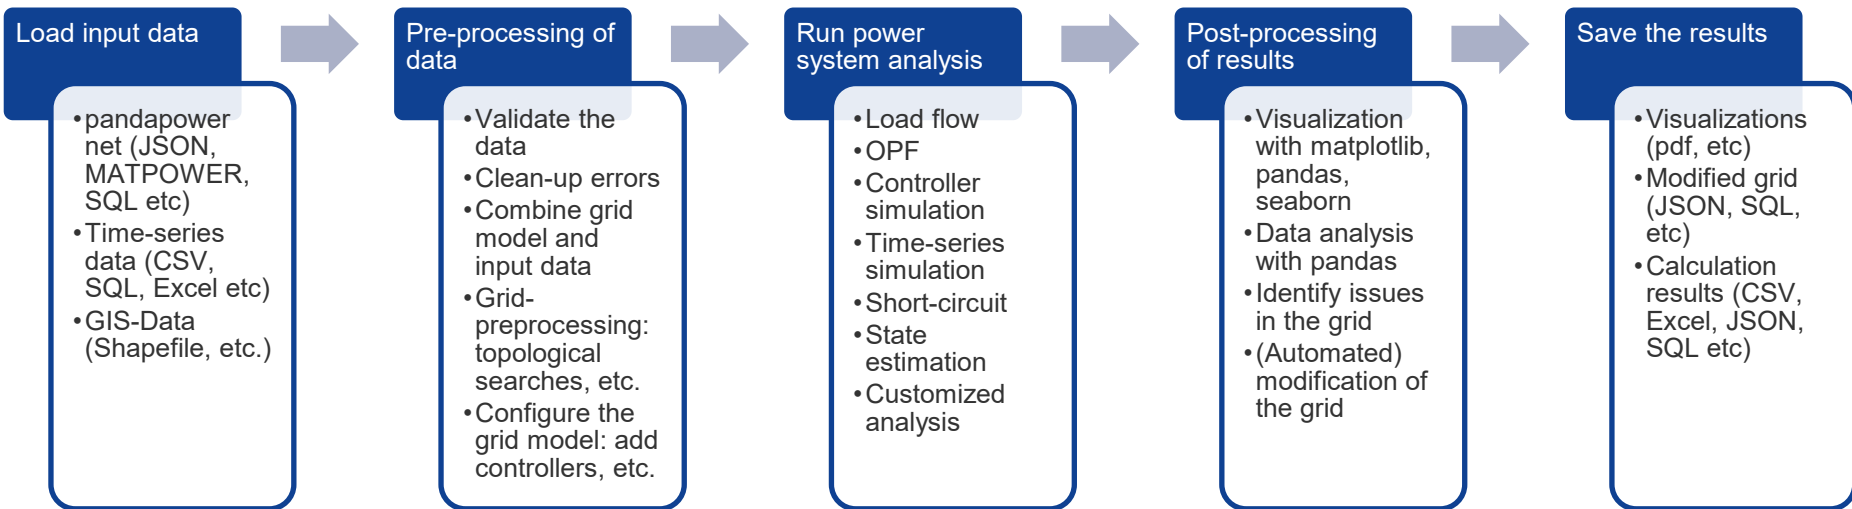 Load input data
•pandapower
net (JSON,
MATPOWER,
SQL etc)
•Time-series
data (CSV,
SQL, Excel etc)
•GIS-Data
(Shapefile, etc.)
Pre-processing of
data
•Validate the
data
•Clean-up errors
•Combine grid
model and
input data
•Grid-
preprocessing:
topological
searches, etc.
•Configure the
grid model: add
controllers, etc.
Run power
system analysis
•Load flow
•OPF
•Controller
simulation
•Time-series
simulation
•Short-circuit
•State
estimation
•Customized
analysis
Post-processing
of results
•Visualization
with matplotlib,
pandas,
seaborn
•Data analysis
with pandas
•Identify issues
in the grid
•(Automated)
modification of
the grid
Save the results
•Visualizations
(pdf, etc)
•Modified grid
(JSON, SQL,
etc)
•Calculation
results (CSV,
Excel, JSON,
SQL etc)